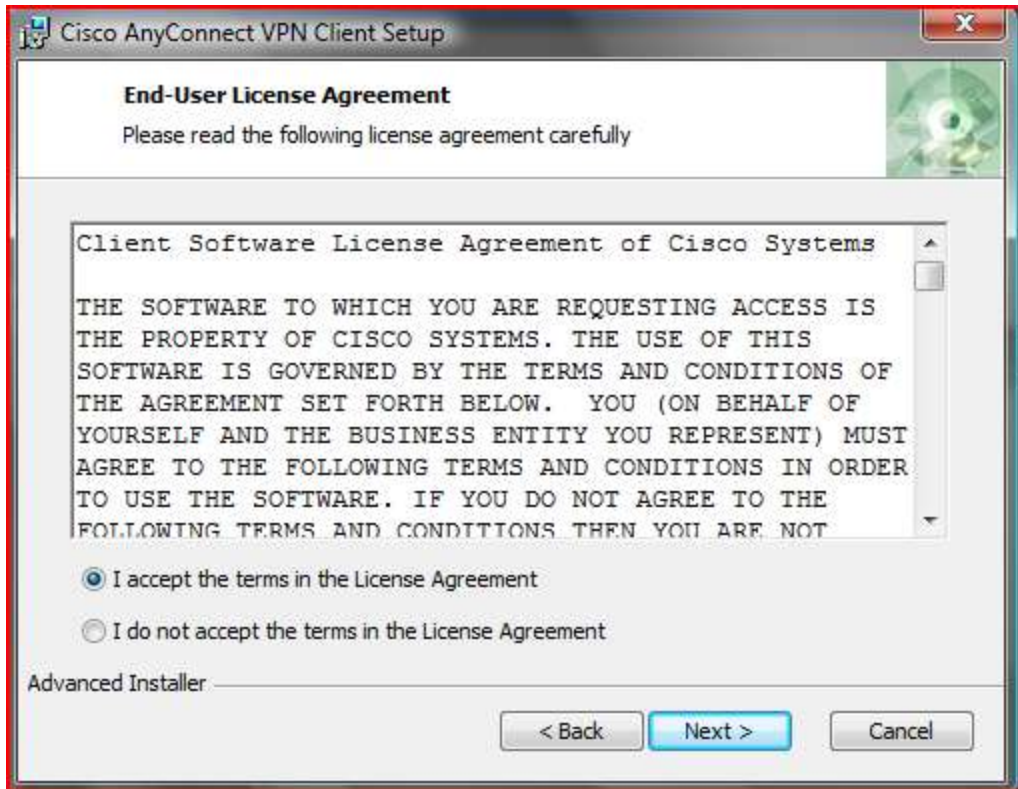 Cisco AnyConnect VPN Client Setup
End-User License Agreement
Please read the following license agreement carefully
Client Software License Agreement of Cisco Systems
THE SOFTWARE TO WHICH YOU ARE REQUESTING ACCESS IS
THE PROPERTY OF CISCO SYSTEMS. THE USE OF THIS
SOFTWARE IS GOVERNED BY THE TERMS AND CONDITIONS OF
THE AGREEMENT SET FORTH BELOW.  YOU (ON BEHALF OF
YOURSELF AND THE BUSINESS ENTITY YOU REPRESENT) MUST
AGREE TO THE FOLLOWING TERMS AND CONDITIONS IN ORDER
TO USE THE SOFTWARE. IF YOU DO NOT AGREE TO THE
FOLLOWING TERMS AND CONDITIONS THEN YOU ARE NOT
I accept the terms in the License Agreement
I do not accept the terms in the License Agreement
Advanced Installer
< Back Next > Cancel